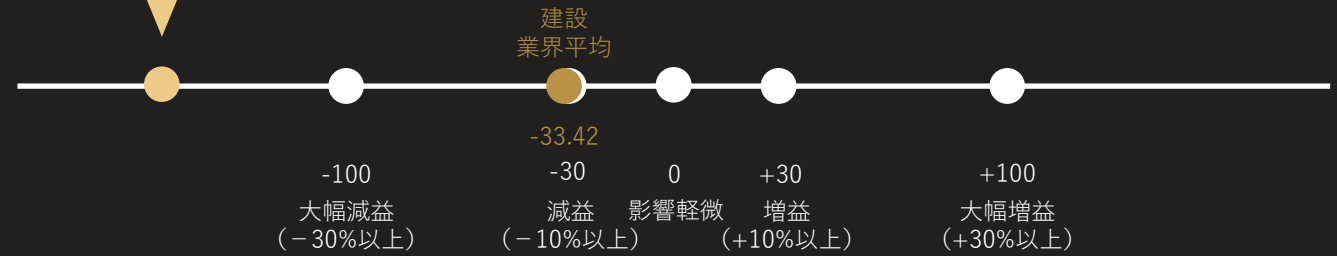 建設
業界平均
-33.42
-100
-30
0
+30
+100
大幅減益
減益
影響軽微
増益
大幅増益
（－30%以上）
（－10%以上）
（+10%以上）
（+30%以上）